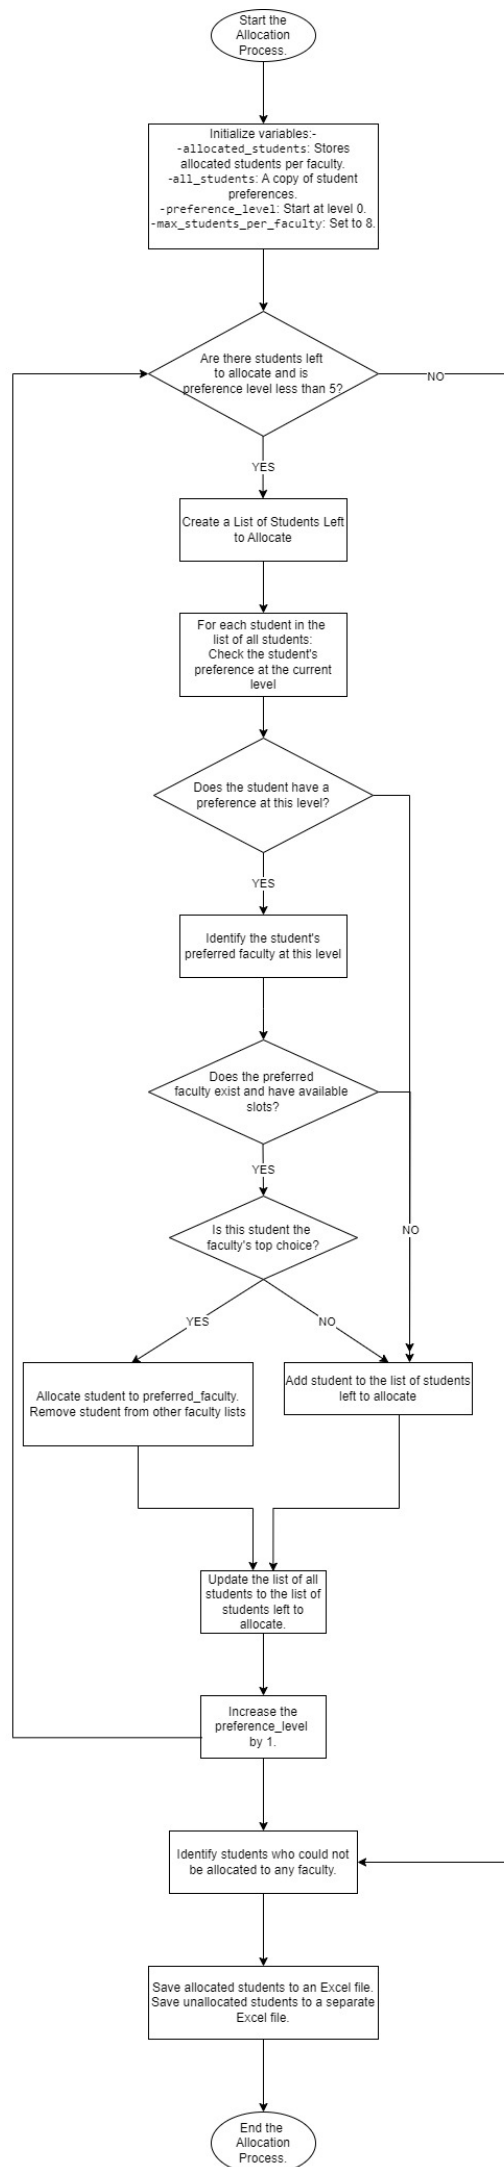 Start the
Allocation
Process.
Initialize variables:-
-allocated_students: Stores
allocated students per faculty.
-all_students: A copy of student
preferences.
-preference_level: Start at level 0.
-max_students_per_faculty: Set to 8.
Are there students left
to allocate and is
preference level less than 5?
NO
YES
Create a List of Students Left
to Allocate
For each student in the
list of all students:
Check the student's
preference at the current
level
Does the student have a
preference at this level?
YES
Identify the student's
preferred faculty at this level
Does the preferred
faculty exist and have available
slots?
YES
Is this student the
faculty's top choice?
NO
YES
NO
Allocate student to preferred_faculty.
Remove student from other faculty lists
Add student to the list of students
left to allocate
Update the list of all
students to the list of
students left to
allocate.
Increase the
preference_level
by 1.
Identify students who could not
be allocated to any faculty.
Save allocated students to an Excel file.
Save unallocated students to a separate
Excel file.
End the
Allocation
Process.